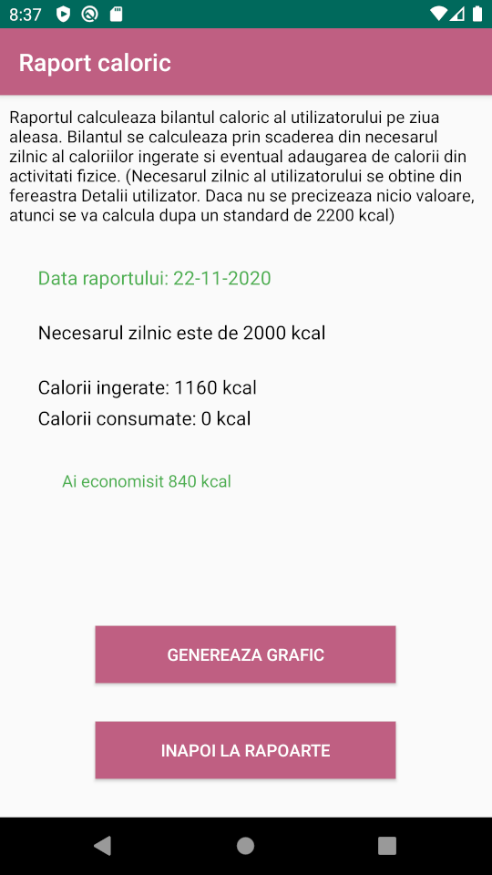 8:37
Raport caloric
Raportul calculeaza bilantul caloric al utilizatorului pe ziua
aleasa. Bilantul se calculeaza prin scaderea din necesarul
zilnic al caloriilor ingerate si eventual adaugarea de calorii din
activitati fizice. (Necesarul zilnic al utilizatorului se obtine din
fereastra Detalii utilizator. Daca nu se precizeaza nicio valoare,
atunci se va calcula dupa un standard de 2200 kcal)
Data raportului: 22-11-2020
Necesarul zilnic este de 2000 kcal
Calorii ingerate: 1160 kcal
Calorii consumate: 0 kcal
Ai economisit 840 kcal
GENEREAZA GRAFIC
INAPOI LA RAPOARTE